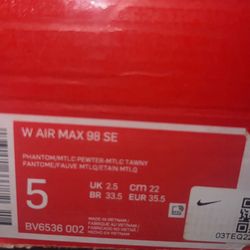 W AIR MAX 98 SE
PHANTOM/MTLC PEWTER-MTLC TAWNY
FANTOME/FAUVE MTLQ/ETAIN MTLQ
5
UK 2.5 cm 22
BR 33.5 EUR 35.5
BV6536 002
MADE IN VIETNAM
03TEQ22